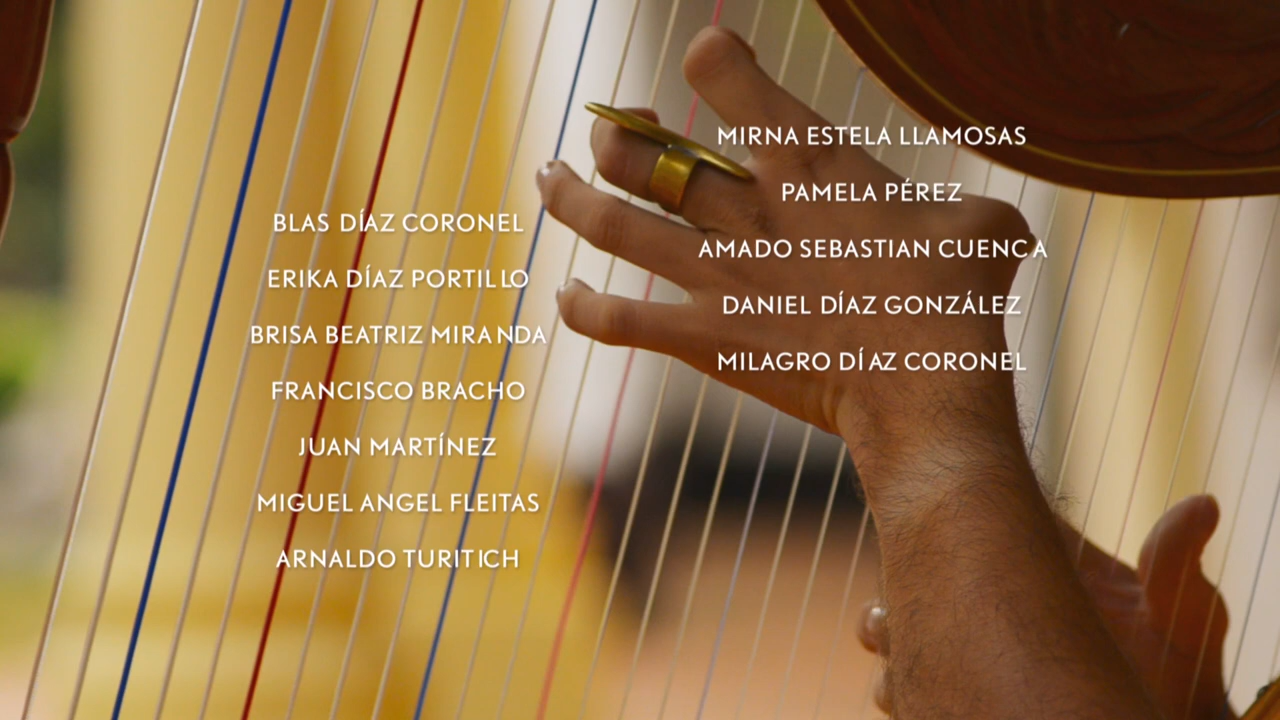 BLAS DÍAZ CORONEL
ERIKA DÍAZ PORTILLO
BRISA BEATRIZ MIRANDA
FRANCISCO BRACHO
JUAN MARTÍNEZ
MIGUEL ANGEL FLEITAS
ARNALDO TURITICH
MIRNA ESTELA LLAMOSAS
PAMELA PÉREZ
AMADO SEBASTIAN CUENCA
DANIEL DÍAZ GONZÁLEZ
MILAGRO DÍAZ CORONEL